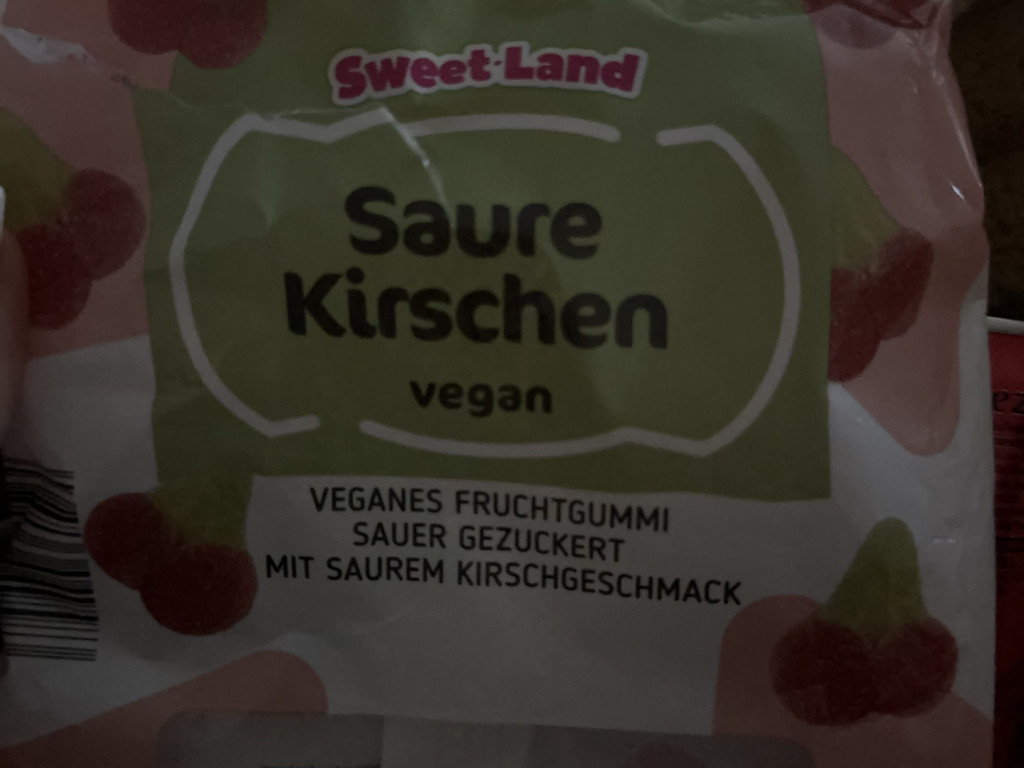 Sweet-Land
Saure
Kirschen
vegan
VEGANES FRUCHTGUMMI
SAUER GEZUCKERT
MIT SAUREM KIRSCHGESCHMACK